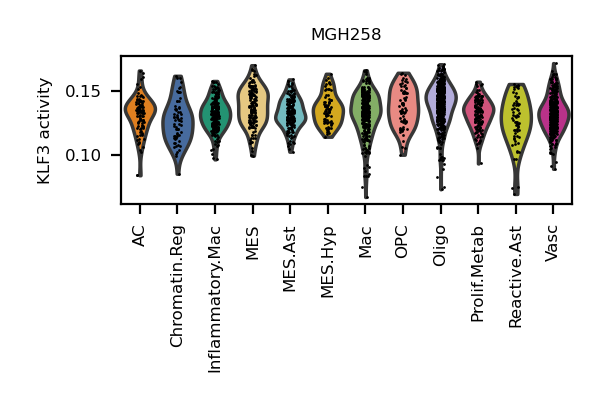 MGH258
KLF3 activity
0.15
0.10
AC
Chromatin.Reg
Inflammatory.Mac
MES
MES.Ast
MES.Hyp
Mac
OPC
Oligo
Prolif.Metab
Reactive.Ast
Vasc